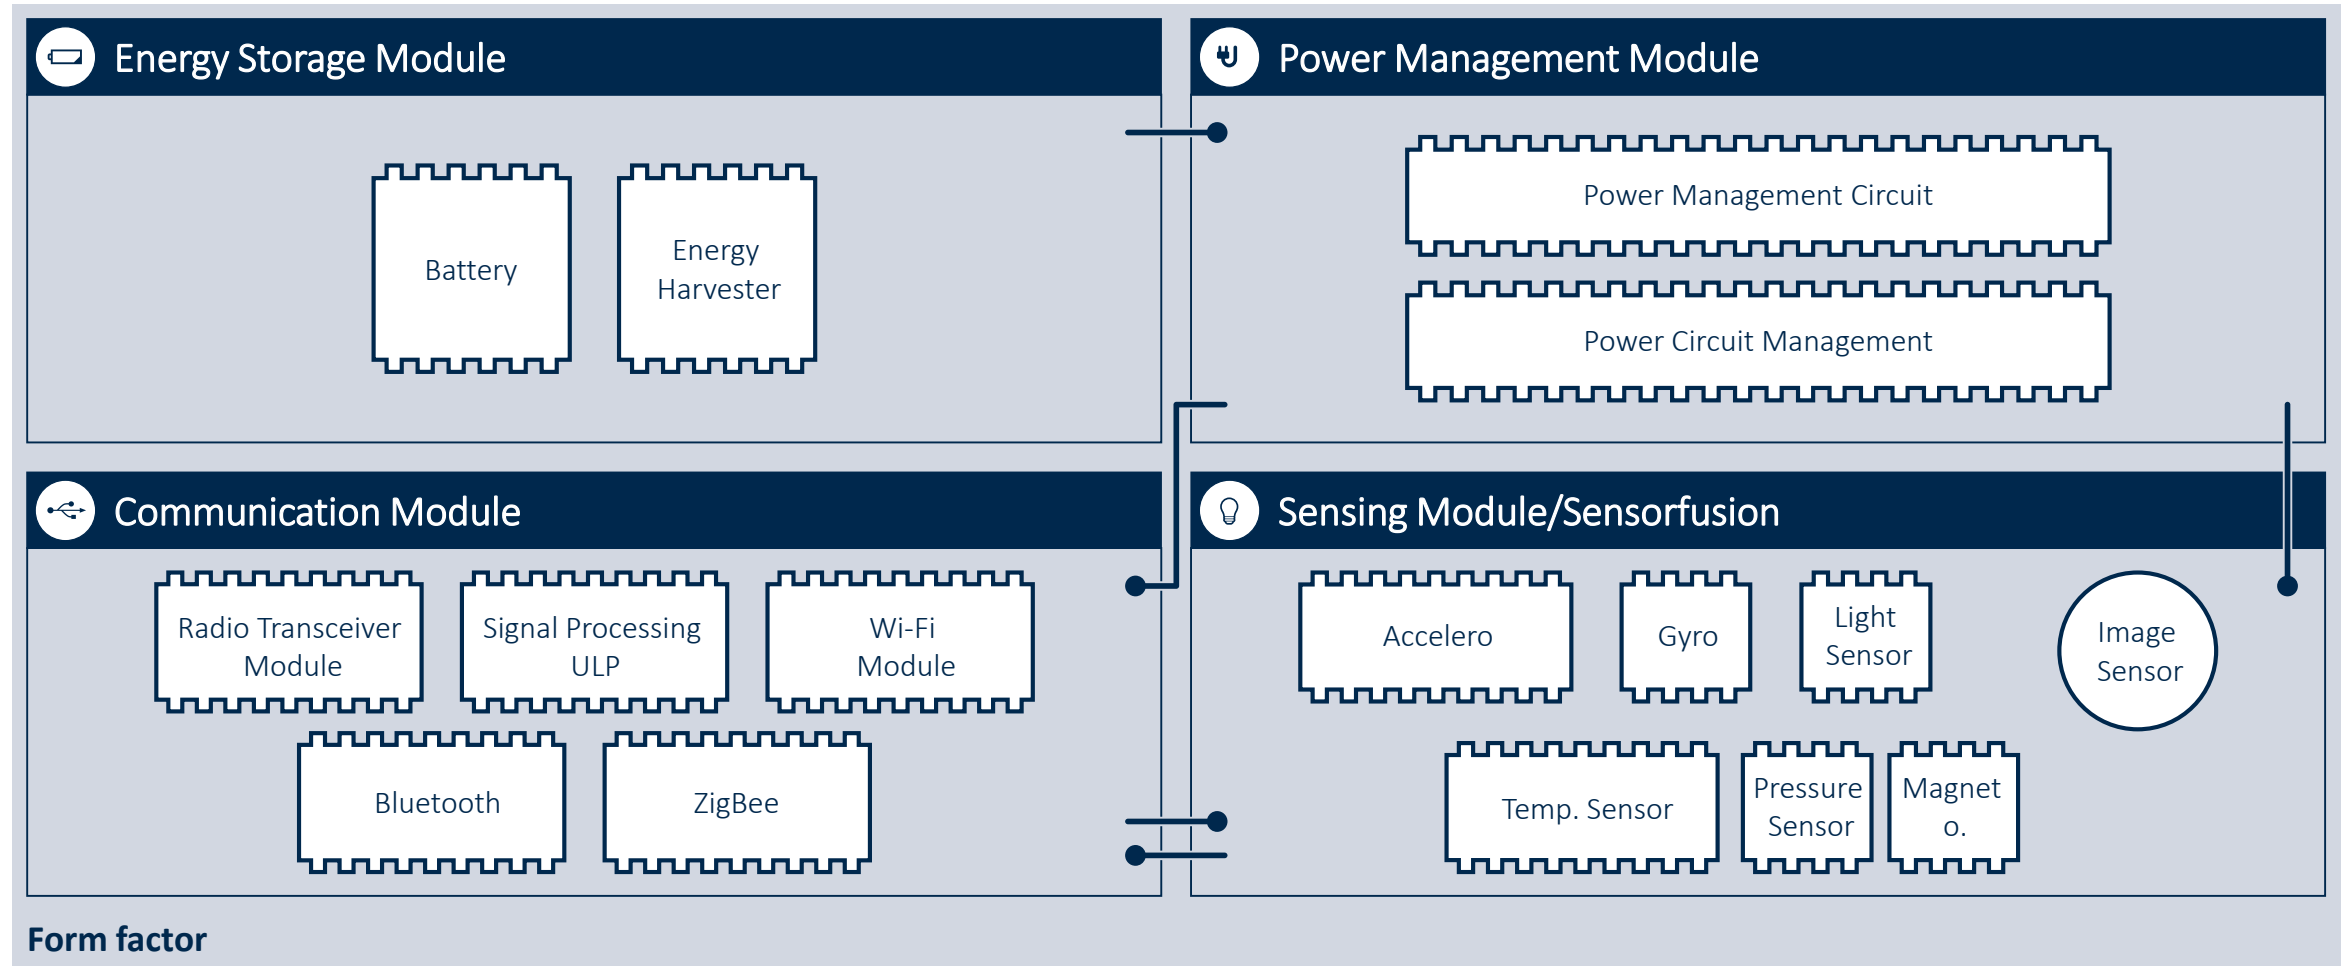 Energy Storage Module
Battery
Energy
Harvester
Power Management Module
Power Management Circuit
Power Circuit Management
Communication Module
Radio Transceiver
Module
Signal Processing
ULP
Wi-Fi
Module
Bluetooth
ZigBee
Sensing Module/Sensorfusion
Accelero
Gyro
Light
Sensor
Image
Sensor
Temp. Sensor
Pressure
Sensor
Magnet
o.
Form factor